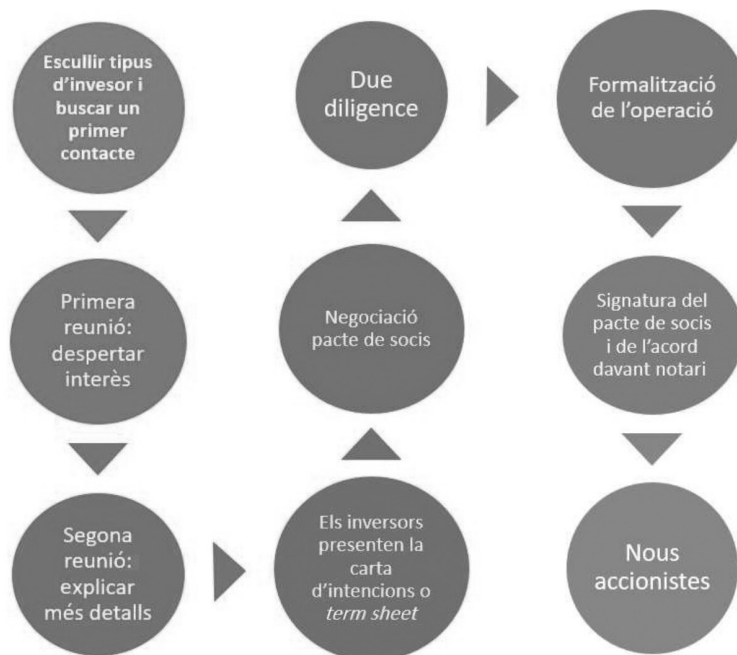 Escullir tipus
d'invesor i
buscar un
primer
contacte
Primera
reunió:
despertar
interès
Segona
reunió:
explicar
més detalls
Els inversors
presenten la
carta
d'intencions o
term sheet
Negociació
pacte de socis
Due
diligence
Formalització
de l'operació
Signatura del
pacte de socis
i de l'acord
davant notari
Nous
accionistes